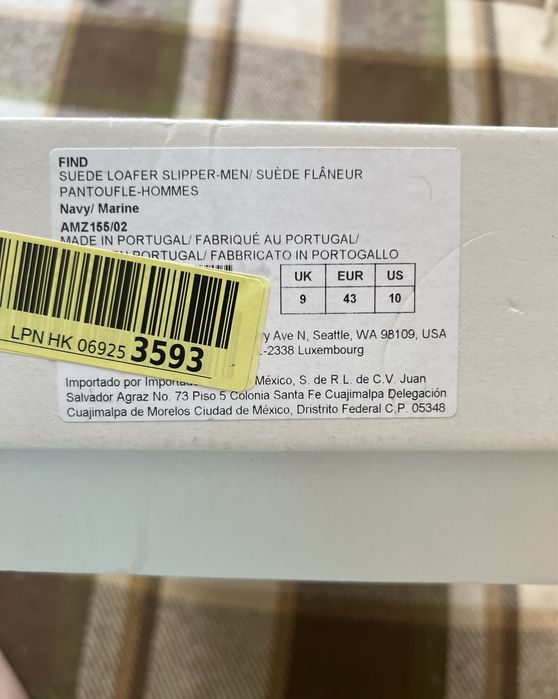 FIND
SUEDE LOAFER SLIPPER-MEN/ SUÈDE FLÂNEUR
PANTOUFLE-HOMMES
Navy/ Marine
AMZ155/02
MADE IN PORTUGAL/ FABRIQUÉ AU PORTUGAL/
PORTUGAL/ FABBRICATO IN PORTOGALLO
UK EUR US
9 43 10
LPN HK 06925 3593
Ave N, Seattle, WA 98109, USA
-2338 Luxembourg
Importado por México, S. de R L. de C.V. Juan
Salvador Agraz No. 73 Piso 5 Colonia Santa Fe Cuajimalpa Delegación
Cuajimalpa de Morelos Ciudad de México, Dristrito Federal C.P. 05348